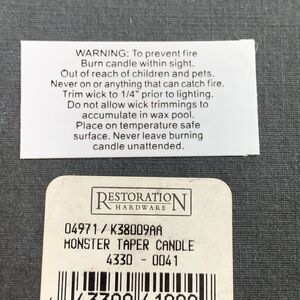 WARNING: To prevent fire
Burn candle within sight.
Out of reach of children and pets.
Never on or anything that can catch fire.
Trim wick to 1/4" prior to lighting.
Do not allow wick trimmings to
accumulate in wax pool.
Place on temperature safe
surface. Never leave burning
candle unattended.
RESTORATION
HARDWARE
04971/K38009AA
MONSTER TAPER CANDLE
4330 - 0041